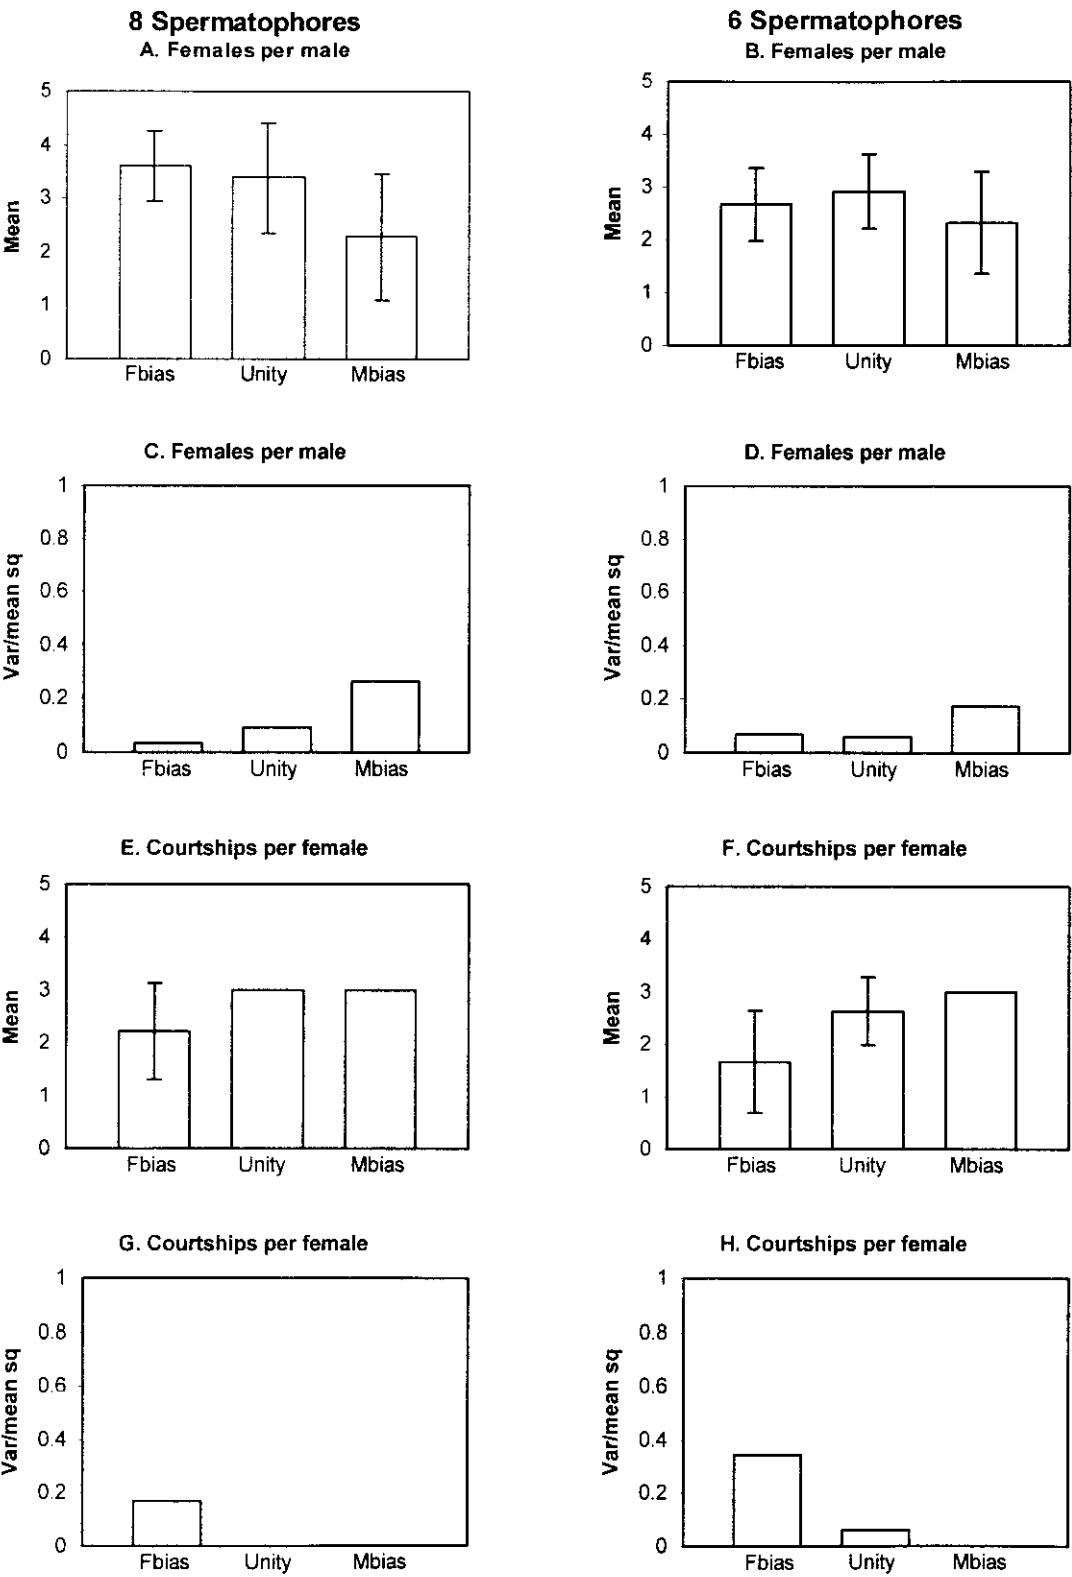 8 Spermatophores
A. Females per male
5
4
3
2
1
0
Mean
Fbias Unity Mbias
6 Spermatophores
B. Females per male
5
4
3
2
1
0
Mean
Fbias Unity Mbias
C. Females per male
1
0.8
0.6
0.4
0.2
0
Var/mean sq
Fbias Unity Mbias
D. Females per male
1
0.8
0.6
0.4
0.2
0
Var/mean sq
Fbias Unity Mbias
E. Courtships per female
5
4
3
2
1
0
Mean
Fbias Unity Mbias
F. Courtships per female
5
4
3
2
1
0
Mean
Fbias Unity Mbias
G. Courtships per female
1
0.8
0.6
0.4
0.2
0
Var/mean sq
Fbias Unity Mbias
H. Courtships per female
1
0.8
0.6
0.4
0.2
0
Var/mean sq
Fbias Unity Mbias